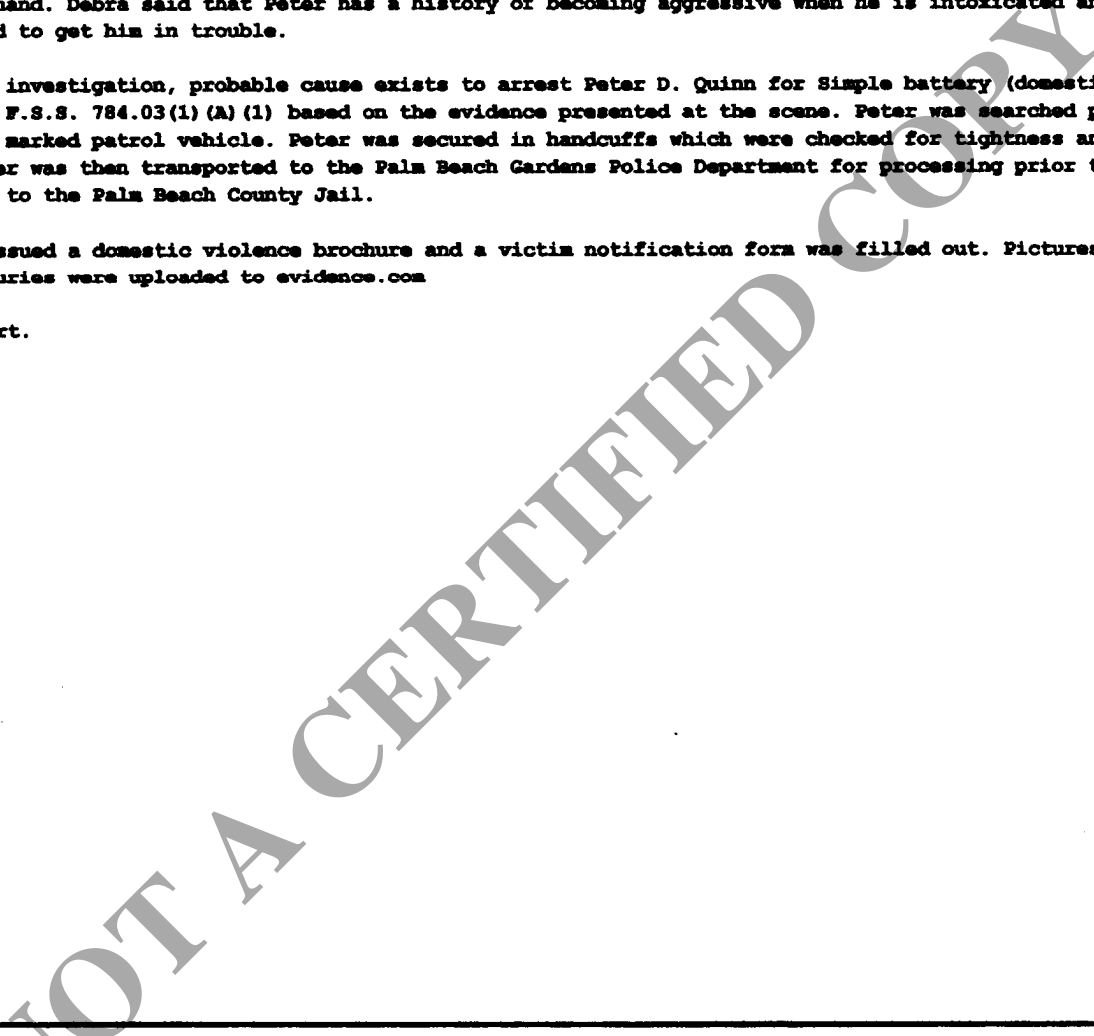 hand. Debra said that Peter has a history of becoming aggressive when he is intoxicated an
d to get him in trouble.
investigation, probable cause exists to arrest Peter D. Quinn for Simple battery (domesti
F.S.S. 784.03(1)(A)(1) based on the evidence presented at the scene. Peter was searched p
marked patrol vehicle. Peter was secured in handcuffs which were checked for tightness an
er was then transported to the Palm Beach Gardens Police Department for processing prior t
to the Palm Beach County Jail.
ssued a domestic violence brochure and a victim notification form was filled out. Pictures
uries were uploaded to evidence.com
rt.
NOT A CERTIFIED COPY